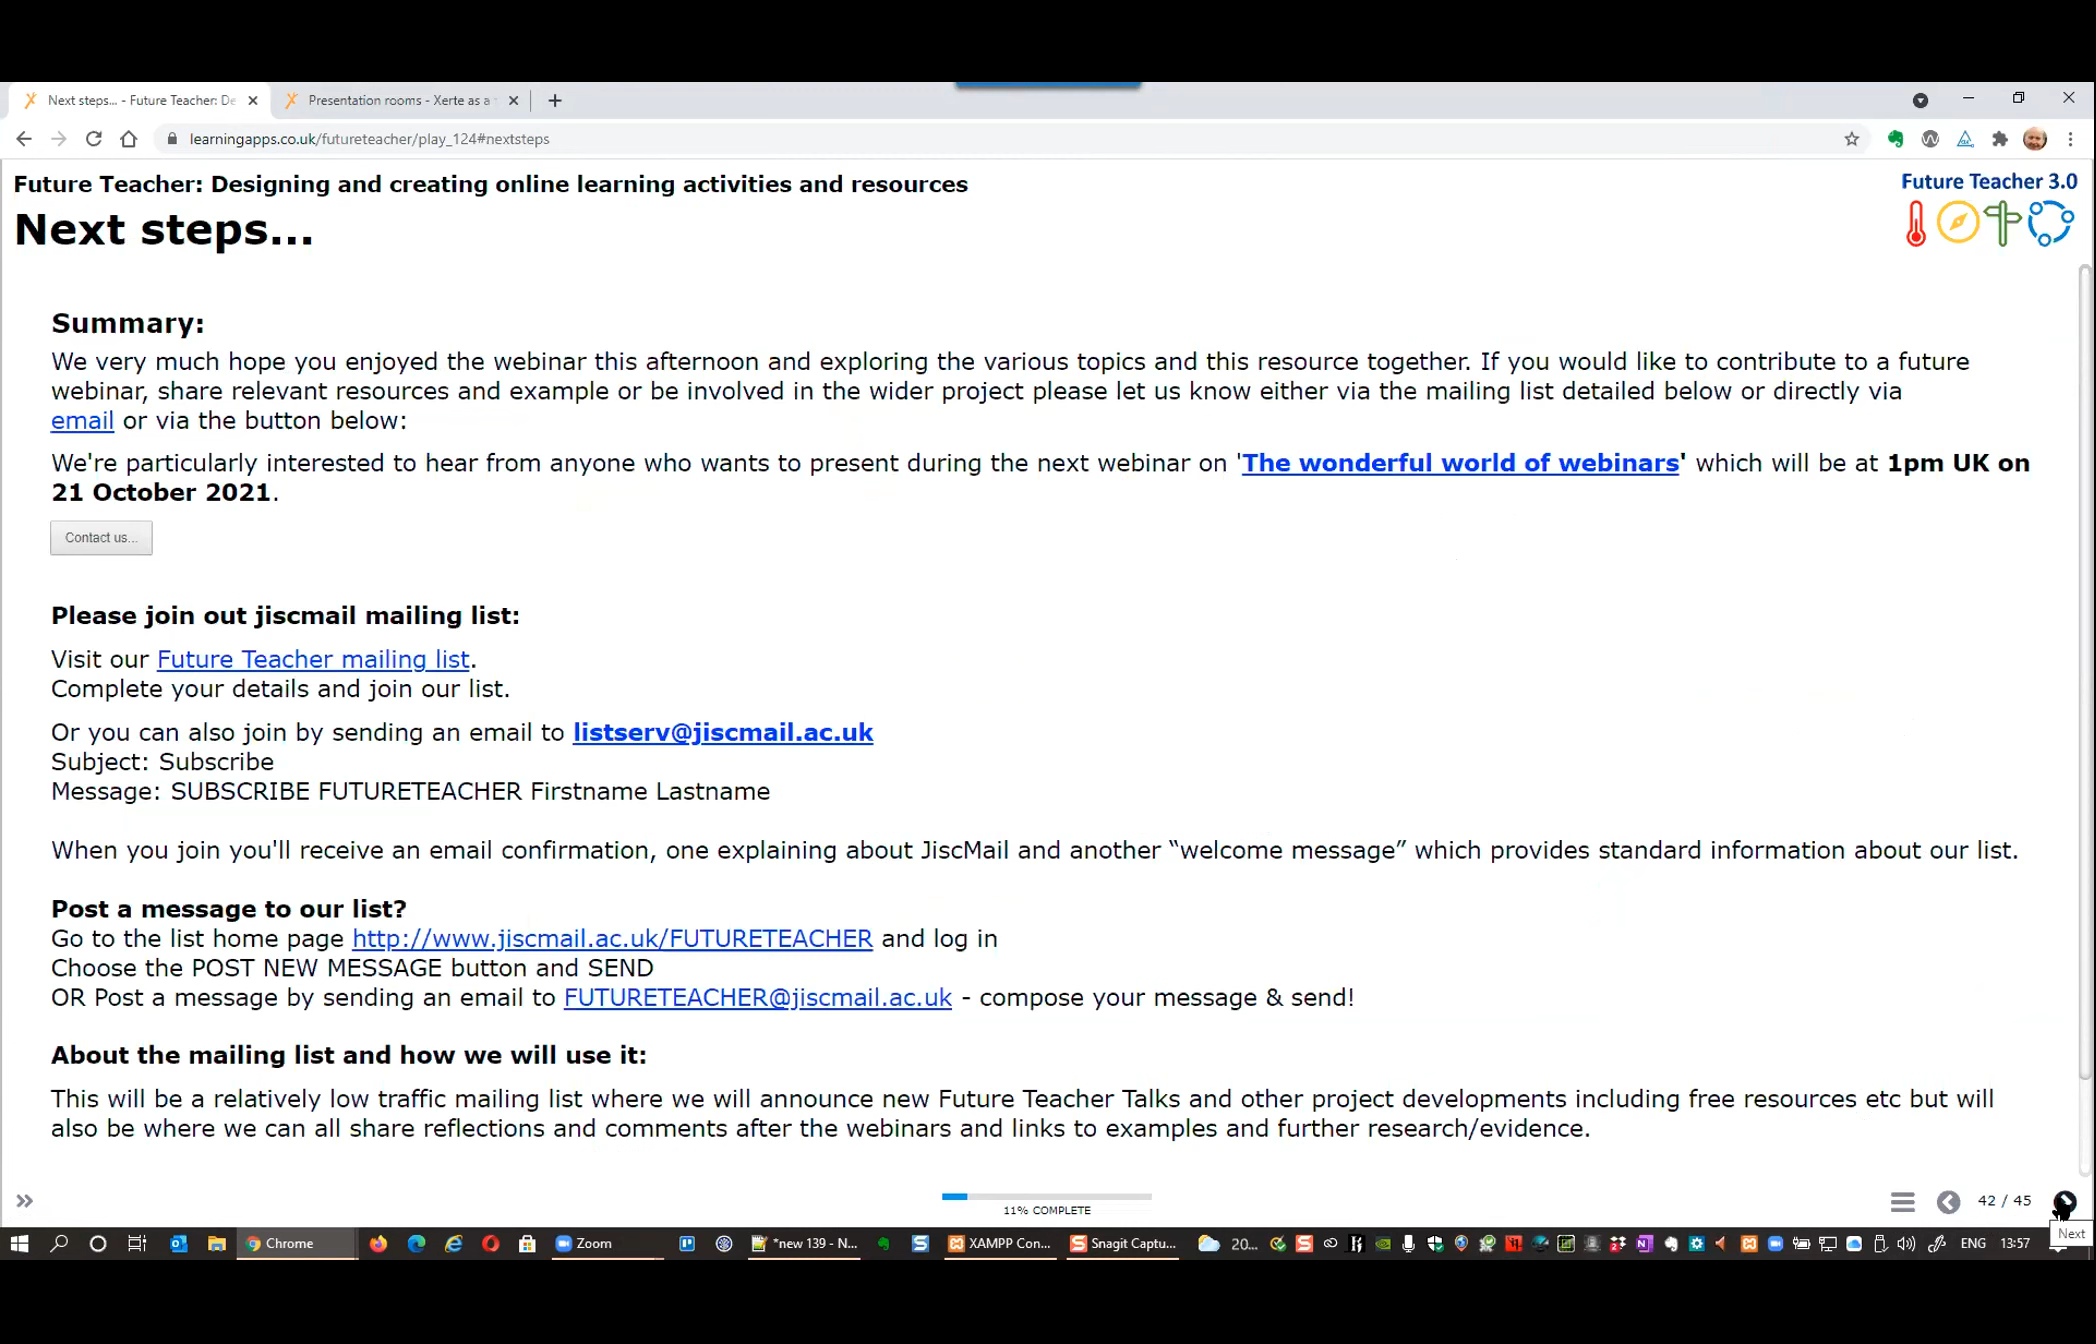 Next steps... - Future Teacher: De
Presentation rooms - Xerte as a
learningapps.co.uk/futureteacher/play_124#nextsteps
Future Teacher: Designing and creating online learning activities and resources
Future Teacher 3.0
Next steps...
Summary:
We very much hope you enjoyed the webinar this afternoon and exploring the various topics and this resource together. If you would like to contribute to a future
webinar, share relevant resources and example or be involved in the wider project please let us know either via the mailing list detailed below or directly via
email or via the button below:
We're particularly interested to hear from anyone who wants to present during the next webinar on 'The wonderful world of webinars' which will be at 1pm UK on
21 October 2021.
Contact us...
Please join out jiscmail mailing list:
Visit our Future Teacher mailing list.
Complete your details and join our list.
Or you can also join by sending an email to listserv@jiscmail.ac.uk
Subject: Subscribe
Message: SUBSCRIBE FUTURETEACHER Firstname Lastname
When you join you'll receive an email confirmation, one explaining about JiscMail and another “welcome message” which provides standard information about our list.
Post a message to our list?
Go to the list home page http://www.jiscmail.ac.uk/FUTURETEACHER and log in
Choose the POST NEW MESSAGE button and SEND
OR Post a message by sending an email to FUTURETEACHER@jiscmail.ac.uk - compose your message & send!
About the mailing list and how we will use it:
This will be a relatively low traffic mailing list where we will announce new Future Teacher Talks and other project developments including free resources etc but will
also be where we can all share reflections and comments after the webinars and links to examples and further research/evidence.
11% COMPLETE
42 / 45
Next
Chrome
Zoom
*new 139 - N...
XAMPP Con...
Snagit Captu...
20...
ENG
13:57